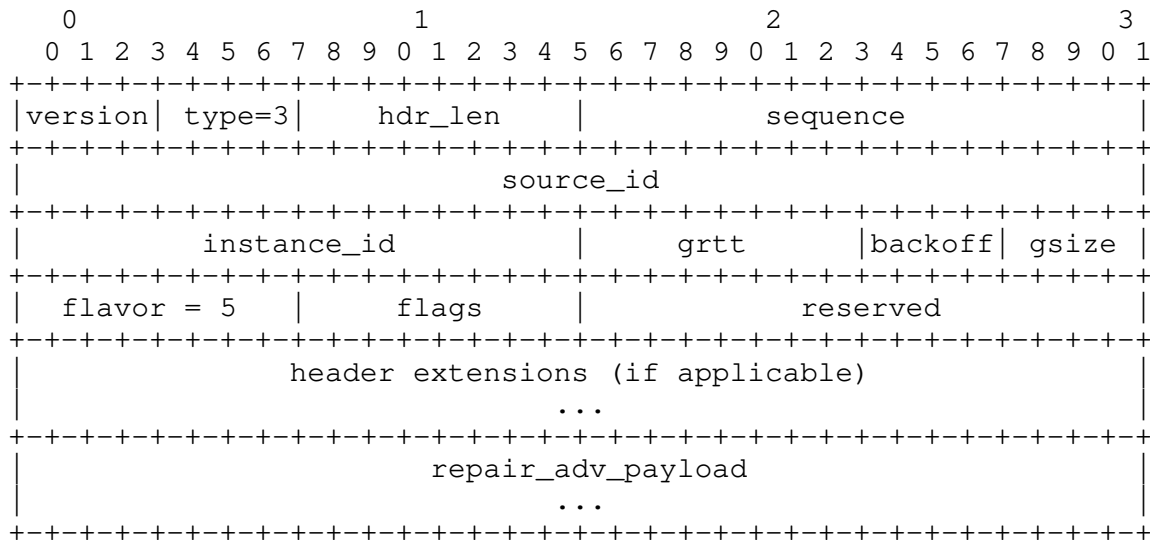 0                   1                   2                   3
0 1 2 3 4 5 6 7 8 9 0 1 2 3 4 5 6 7 8 9 0 1 2 3 4 5 6 7 8 9 0 1
+-+-+-+-+-+-+-+-+-+-+-+-+-+-+-+-+-+-+-+-+-+-+-+-+-+-+-+-+-+-+-+-+
|version| type=3|    hdr_len    |          sequence             |
+-+-+-+-+-+-+-+-+-+-+-+-+-+-+-+-+-+-+-+-+-+-+-+-+-+-+-+-+-+-+-+-+
|                           source_id                           |
+-+-+-+-+-+-+-+-+-+-+-+-+-+-+-+-+-+-+-+-+-+-+-+-+-+-+-+-+-+-+-+-+
|          instance_id          |     grtt      |backoff| gsize |
+-+-+-+-+-+-+-+-+-+-+-+-+-+-+-+-+-+-+-+-+-+-+-+-+-+-+-+-+-+-+-+-+
|  flavor = 5   |     flags     |            reserved           |
+-+-+-+-+-+-+-+-+-+-+-+-+-+-+-+-+-+-+-+-+-+-+-+-+-+-+-+-+-+-+-+-+
|               header extensions (if applicable)               |
|                              ...                              |
+-+-+-+-+-+-+-+-+-+-+-+-+-+-+-+-+-+-+-+-+-+-+-+-+-+-+-+-+-+-+-+-+
|                       repair_adv_payload                      |
|                              ...                              |
+-+-+-+-+-+-+-+-+-+-+-+-+-+-+-+-+-+-+-+-+-+-+-+-+-+-+-+-+-+-+-+-+